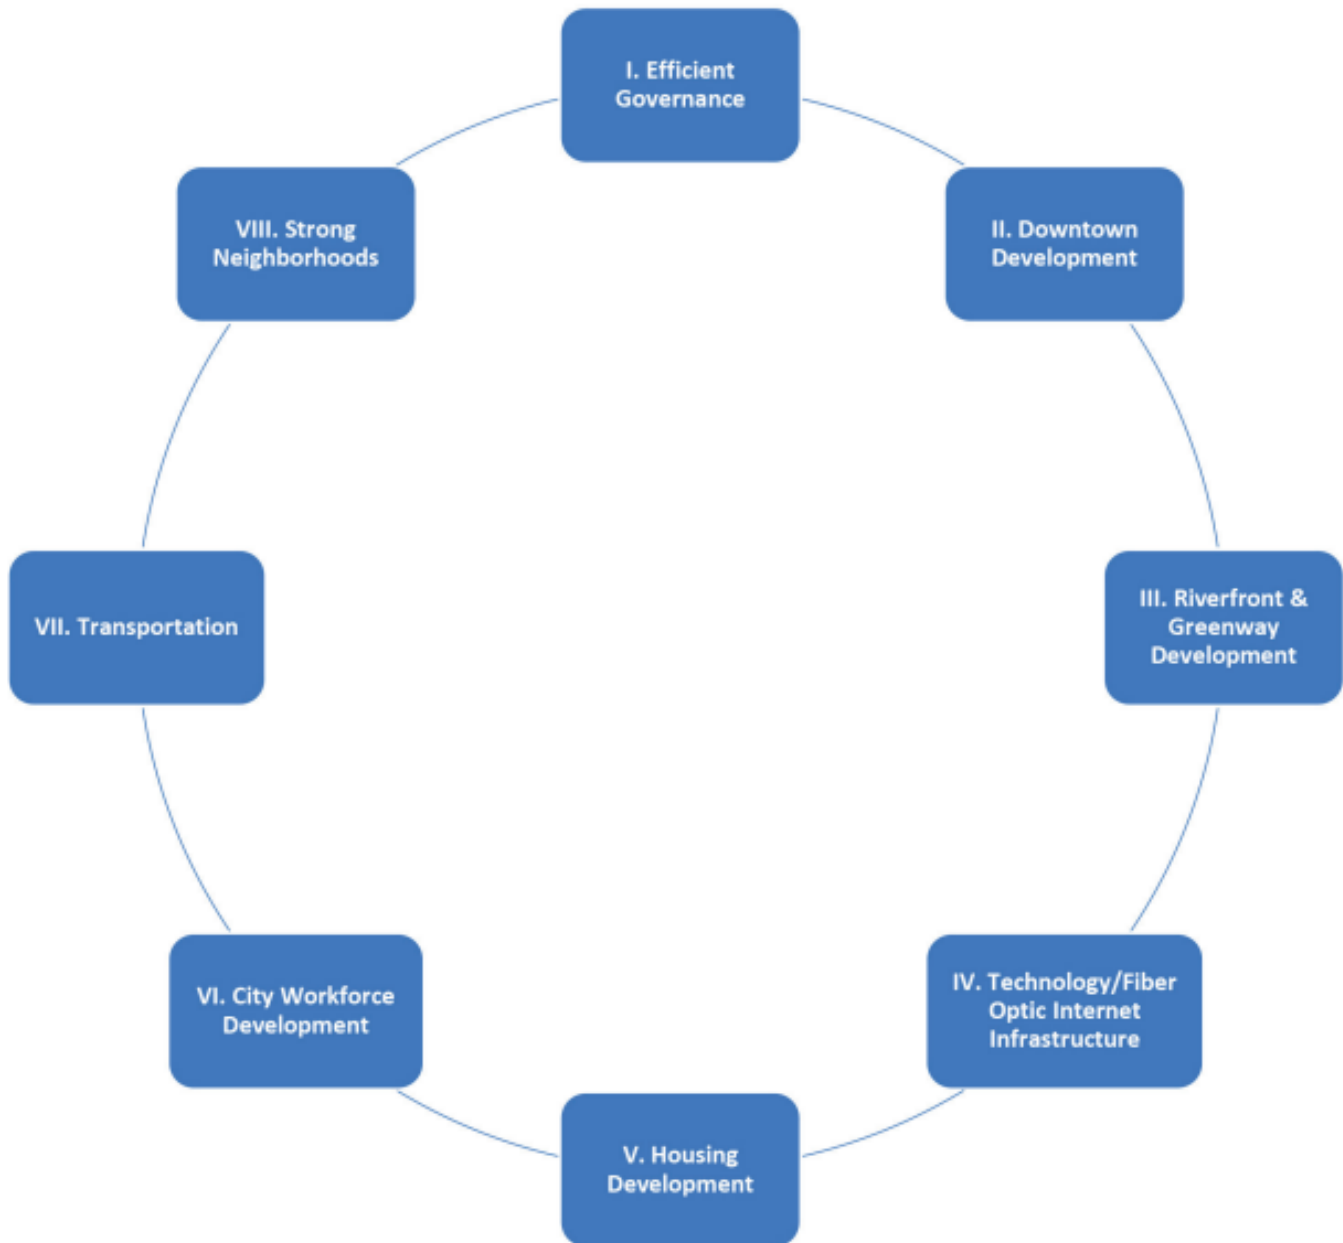 I. Efficient
Governance
II. Downtown
Development
III. Riverfront &
Greenway
Development
IV. Technology/Fiber
Optic Internet
Infrastructure
V. Housing
Development
VI. City Workforce
Development
VII. Transportation
VIII. Strong
Neighborhoods